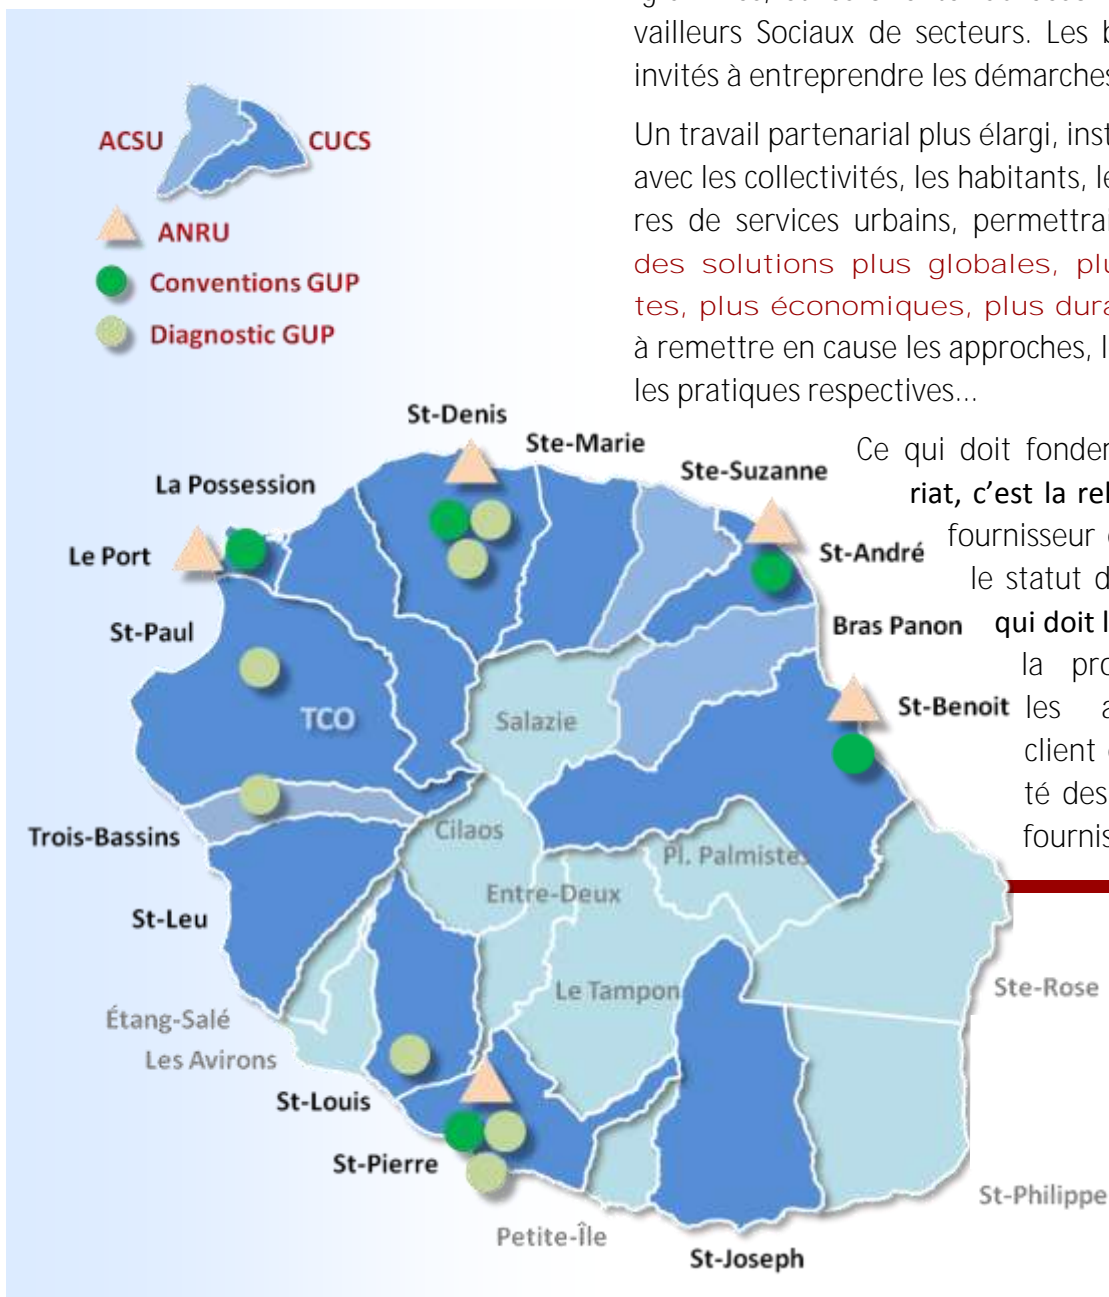 vailleurs Sociaux de secteurs. Les b
invités à entreprendre les démarches
Un travail partenarial plus élargi, inst
avec les collectivités, les habitants, le
res de services urbains, permettra
des solutions plus globales, plu
tes, plus économiques, plus dura
à remettre en cause les approches, l
les pratiques respectives...
Ce qui doit fonder
riat, c'est la rel
fournisseur
le statut d
qui doit l
la pro
les a
client
té des
fournis
ACSU
CUCS
ANRU
Conventions GUP
Diagnostic GUP
St-Denis
Ste-Marie
Ste-Suzanne
La Possession
Le Port
St-André
St-Paul
Bras Panon
TCO
Salazie
St-Benoit
Trois-Bassins
Cilaos
Pl. Palmistes
Entre-Deux
St-Leu
Le Tampon
Ste-Rose
Étang-Salé
Les Avirons
St-Louis
St-Pierre
St-Philippe
Petite-Île
St-Joseph